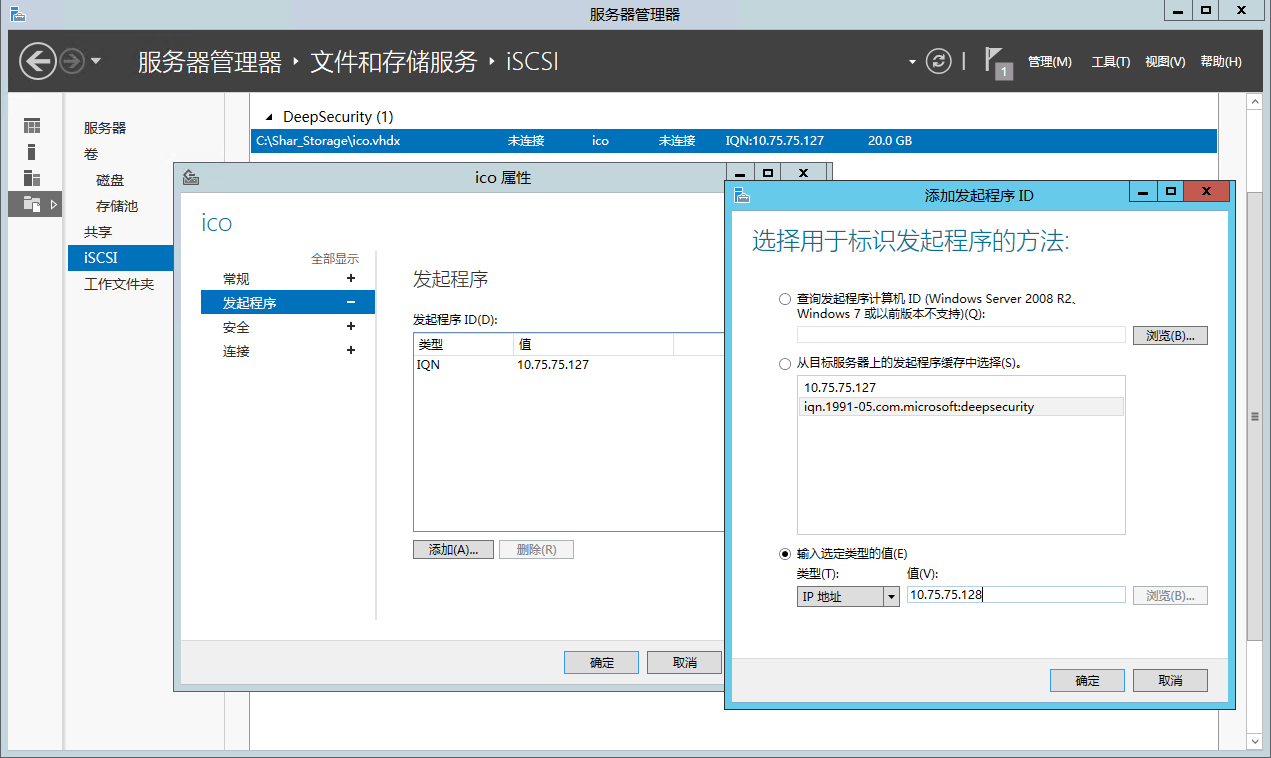 服务器管理器
服务器管理器 ‣ 文件和存储服务 ‣ iSCSI
1
管理(M) 工具(T) 视图(V) 帮助(H)
服务器
卷
磁盘
存储池
共享
iSCSI
工作文件夹
DeepSecurity (1)
C:\Shar_Storage\ico.vhdx 未连接 ico 未连接 IQN:10.75.75.127 20.0 GB
ico 属性
ico
全部显示
常规 +
发起程序 −
安全 +
连接 +
发起程序
发起程序 ID(D):
类型 值
IQN 10.75.75.127
添加(A)... 删除(R)
确定 取消
添加发起程序 ID
选择用于标识发起程序的方法:
查询发起程序计算机 ID (Windows Server 2008 R2、
Windows 7 或以前版本不支持)(Q):
浏览(B)...
从目标服务器上的发起程序缓存中选择(S)。
10.75.75.127
iqn.1991-05.com.microsoft:deepsecurity
输入选定类型的值(E)
类型(T): 值(V):
IP 地址 10.75.75.128 浏览(B)...
确定 取消